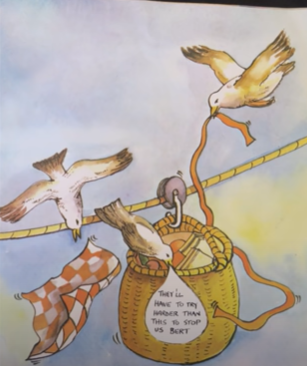 THEY'LL
HAVE TO TRY
HARDER THAN
THIS TO STOP
US BERT